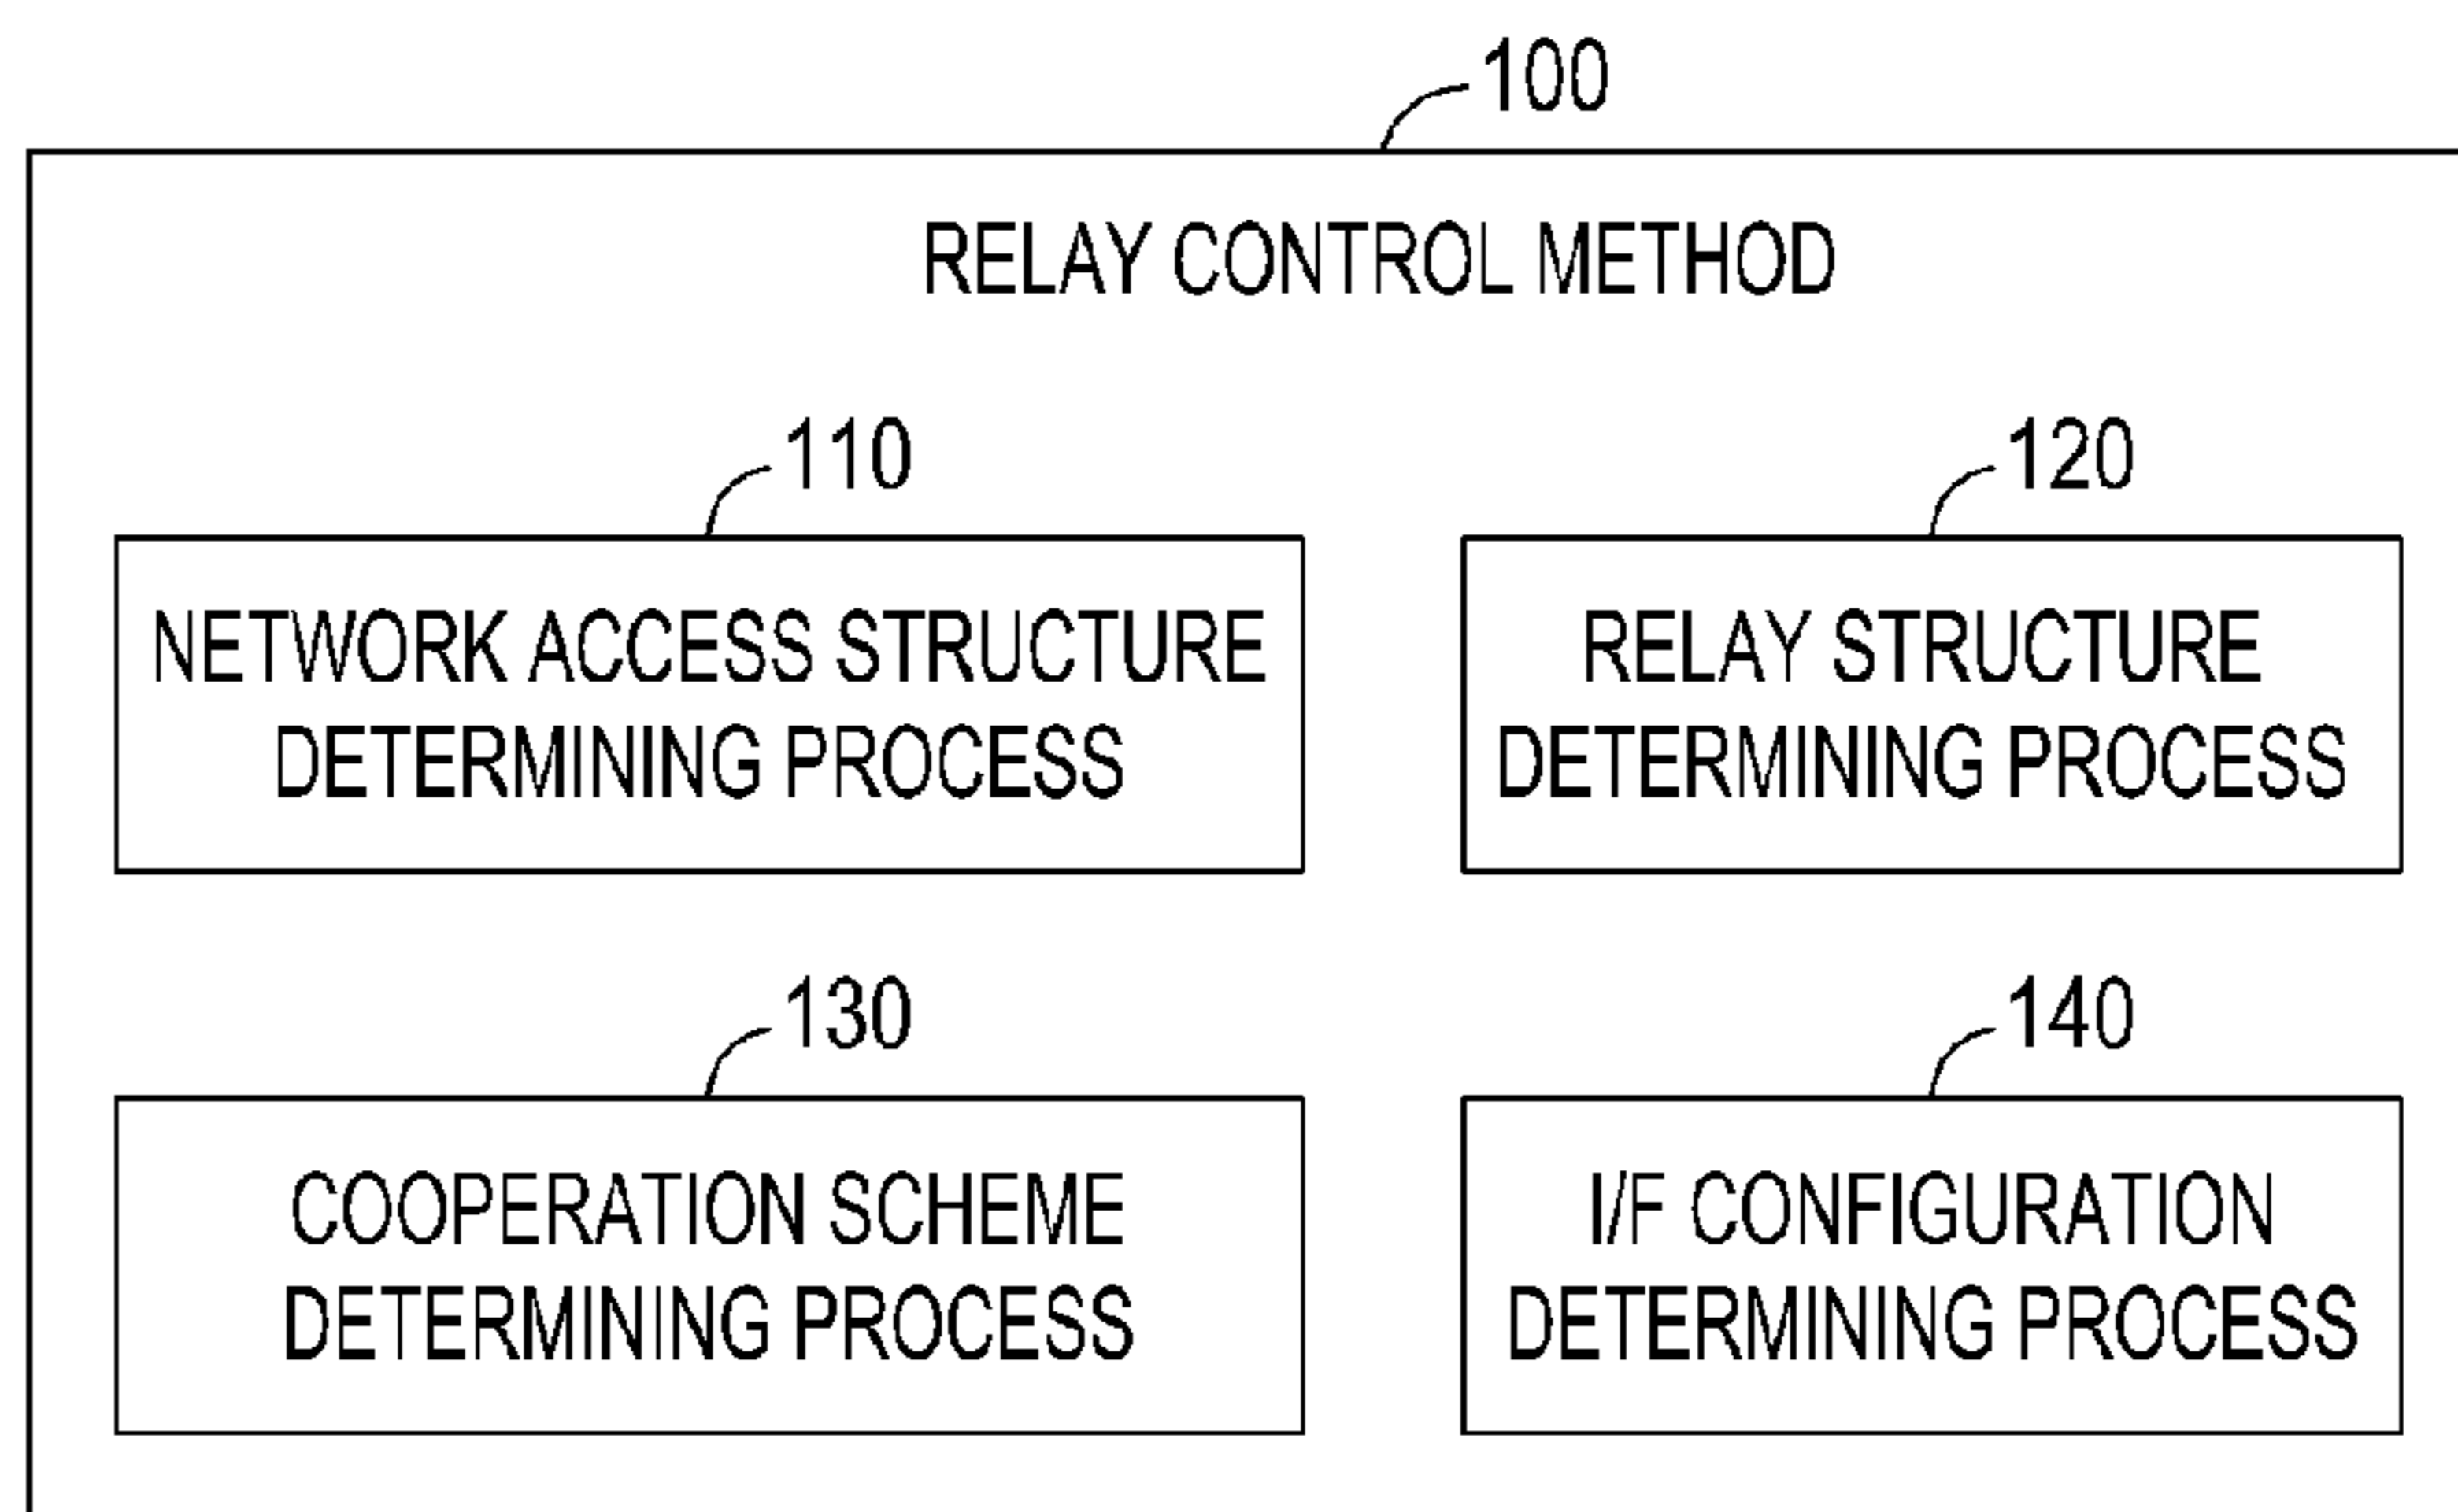 100
RELAY CONTROL METHOD
110
120
NETWORK ACCESS STRUCTURE
DETERMINING PROCESS
RELAY STRUCTURE
DETERMINING PROCESS
130
140
COOPERATION SCHEME
DETERMINING PROCESS
I/F CONFIGURATION
DETERMINING PROCESS